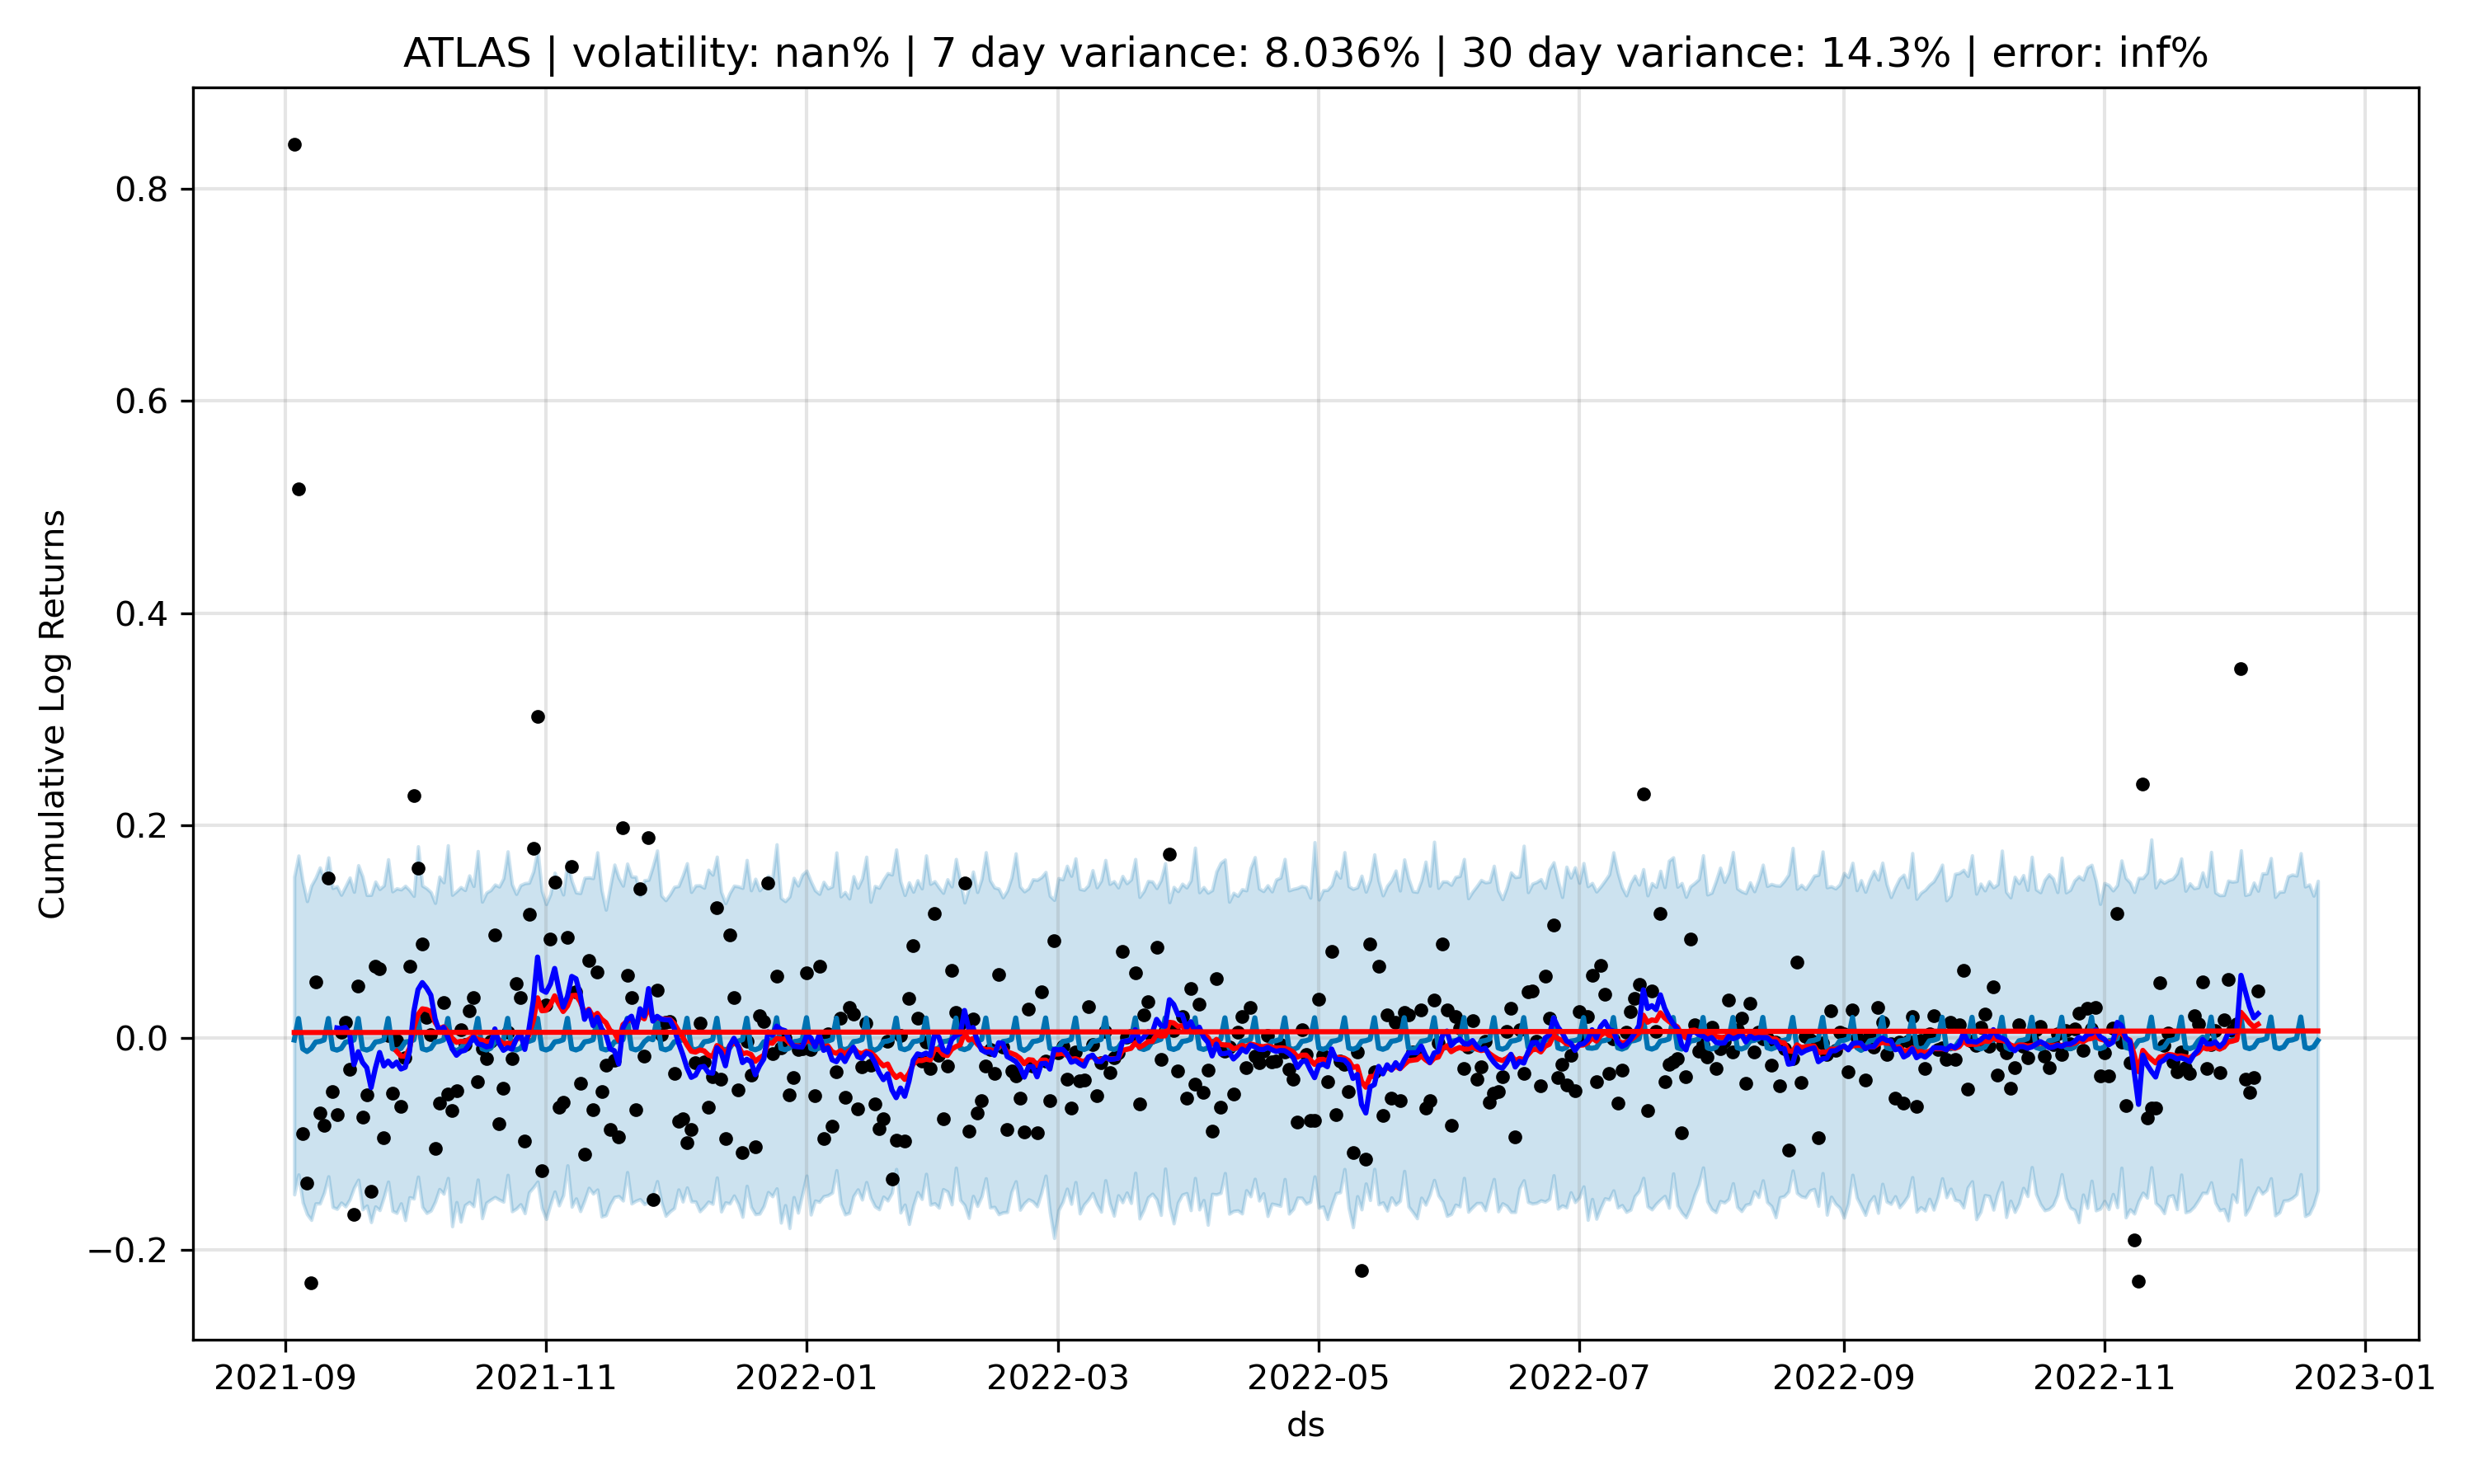 ATLAS | volatility: nan% | 7 day variance: 8.036% | 30 day variance: 14.3% | error: inf%
Cumulative Log Returns
0.8
0.6
0.4
0.2
0.0
−0.2
2021-09 2021-11 2022-01 2022-03 2022-05 2022-07 2022-09 2022-11 2023-01
ds